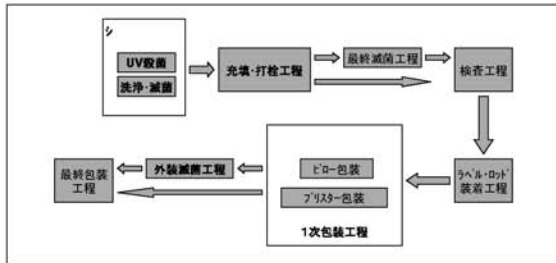 シ
UV殺菌
洗浄・滅菌
充填・打栓工程
最終滅菌工程
検査工程
ラベル・ロッド
装着工程
ピロー包装
ブリスター包装
1次包装工程
外装滅菌工程
最終包装
工程